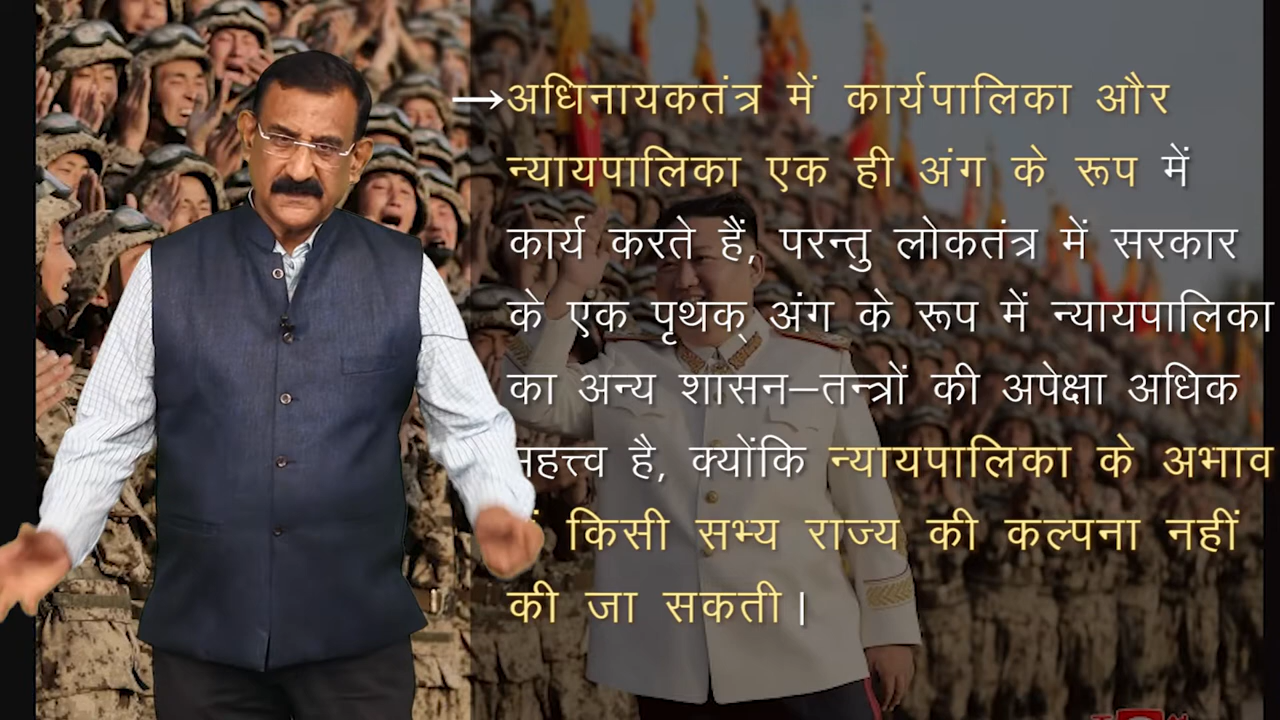 →अधिनायकतंत्र में कार्यपालिका और
न्यायपालिका एक ही अंग के रूप में
कार्य करते हैं, परन्तु लोकतंत्र में सरकार
के एक पृथक् अंग के रूप में न्यायपालिका
का अन्य शासन–तन्त्रों की अपेक्षा अधिक
महत्त्व है, क्योंकि न्यायपालिका के अभाव
किसी सभ्य राज्य की कल्पना नहीं
की जा सकती।